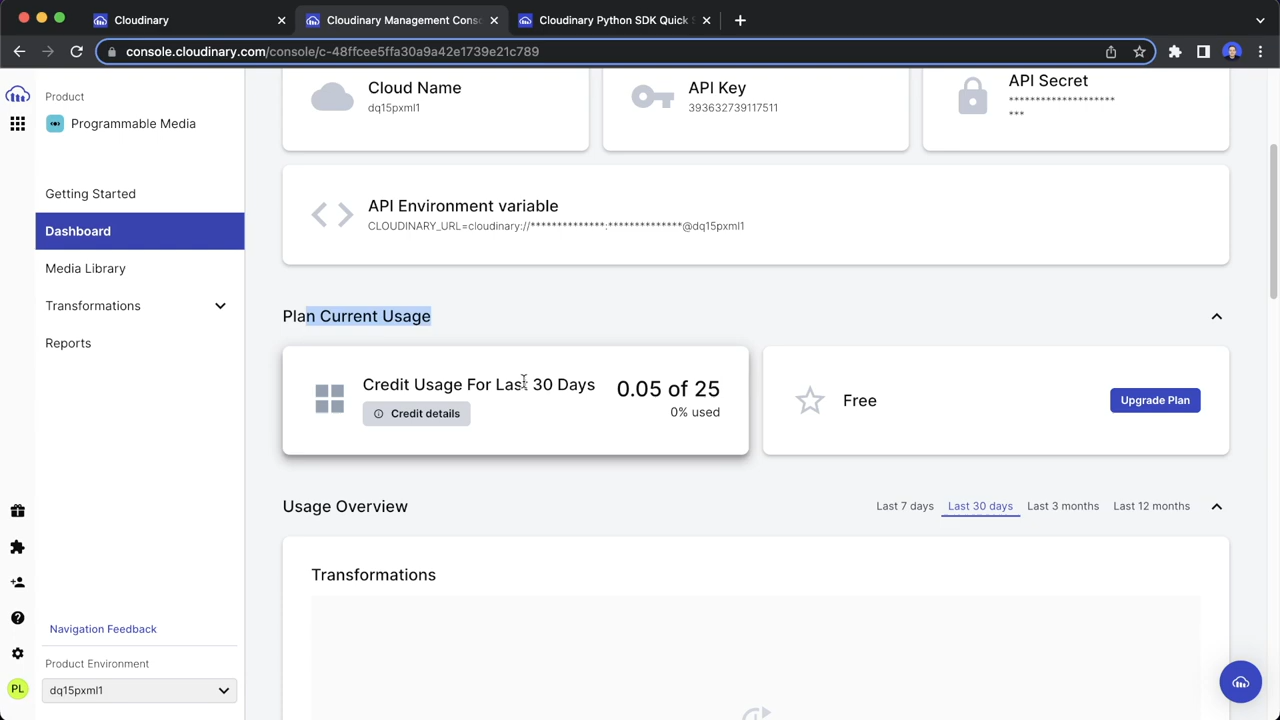 Cloudinary
Cloudinary Management Conso
Cloudinary Python SDK Quick S
console.cloudinary.com/console/c-48ffcee5ffa30a9a42e1739e21c789
Product
Programmable Media
Getting Started
Dashboard
Media Library
Transformations
Reports
Navigation Feedback
Product Environment
PL
dq15pxml1
Cloud Name
dq15pxml1
API Key
393632739117511
API Secret
********************
***
API Environment variable
CLOUDINARY_URL=cloudinary://**************:***************@dq15pxml1
Plan Current Usage
Credit Usage For Last 30 Days
Credit details
0.05 of 25
0% used
Free
Upgrade Plan
Usage Overview
Last 7 days
Last 30 days
Last 3 months
Last 12 months
Transformations